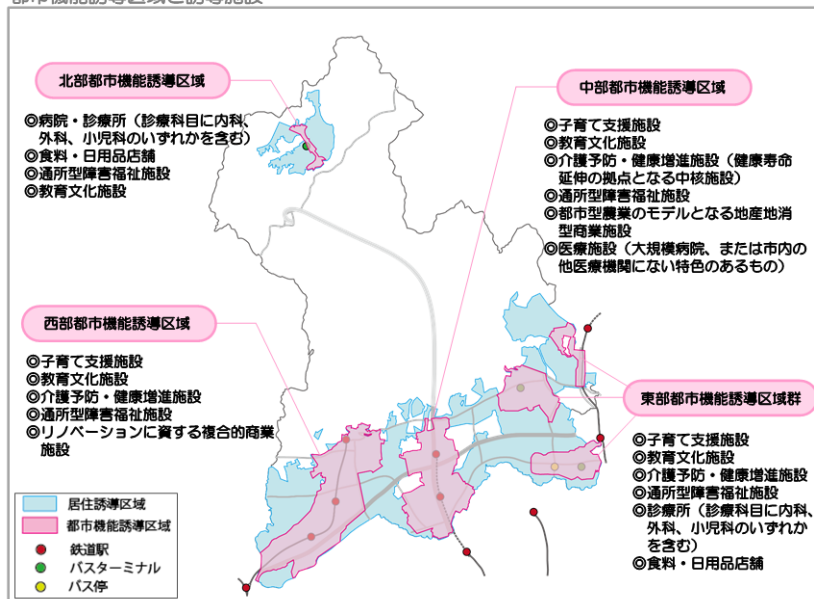 都市機能誘導区域と誘導施設
北部都市機能誘導区域
◎病院・診療所（診療科目に内科、
外科、小児科のいずれかを含む）
◎食料・日用品店舗
◎通所型障害福祉施設
◎教育文化施設
中部都市機能誘導区域
◎子育て支援施設
◎教育文化施設
◎介護予防・健康増進施設（健康寿命
延伸の拠点となる中核施設）
◎通所型障害福祉施設
◎都市型農業のモデルとなる地産地消
型商業施設
◎医療施設（大規模病院、または市内の
他医療機関にない特色のあるもの）
西部都市機能誘導区域
◎子育て支援施設
◎教育文化施設
◎介護予防・健康増進施設
◎通所型障害福祉施設
◎リノベーションに資する複合的商業
施設
東部都市機能誘導区域群
◎子育て支援施設
◎教育文化施設
◎介護予防・健康増進施設
◎通所型障害福祉施設
◎診療所（診療科目に内科、
外科、小児科のいずれか
を含む）
◎食料・日用品店舗
居住誘導区域
都市機能誘導区域
鉄道駅
バスターミナル
バス停